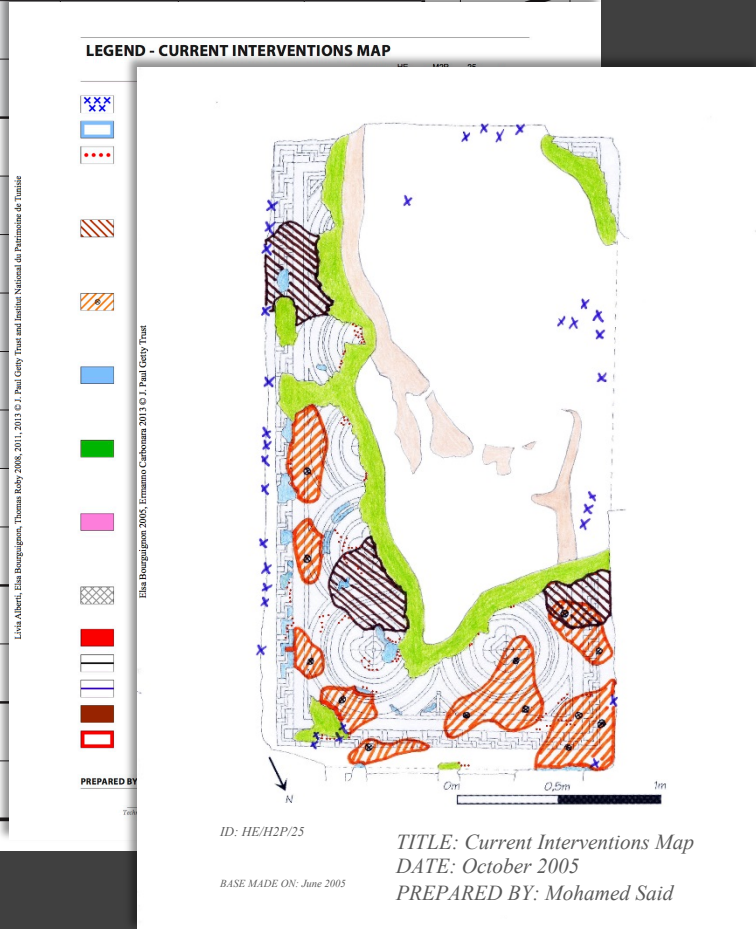 LEGEND - CURRENT INTERVENTIONS MAP
Livia Alberti, Elsa Bourguignon, Thomas Roby 2008, 2011, 2013 © J. Paul Getty Trust and Institut National du Patrimoine de Tunisie
PREPARED BY
Elsa Bourguignon 2005, Ermanno Carbonara 2013 © J. Paul Getty Trust
N
0m 0,5m 1m
ID: HE/H2P/25
BASE MADE ON: June 2005
TITLE: Current Interventions Map
DATE: October 2005
PREPARED BY: Mohamed Said